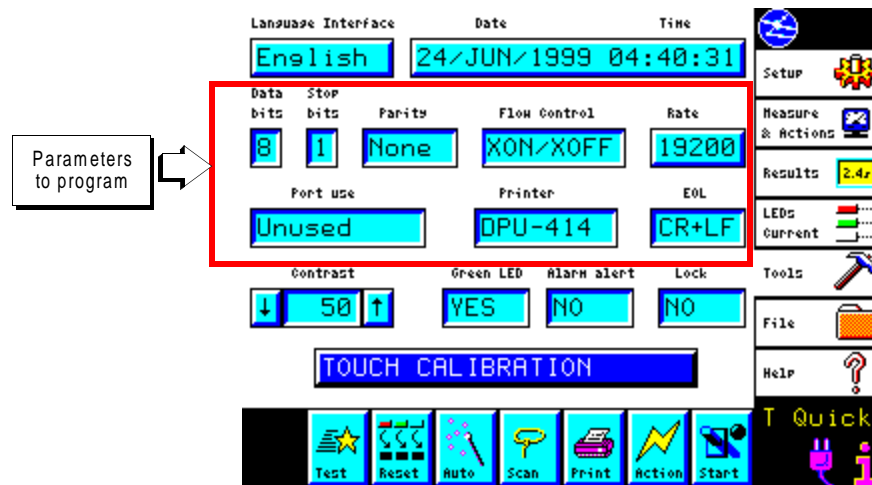 Language Interface Date Time
English 24/JUN/1999 04:40:31
Data Stop
bits bits Parity Flow Control Rate
8 1 None XON/XOFF 19200
Port use Printer EOL
Unused DPU-414 CR+LF
Parameters
to program
Contrast Green LED Alarm alert Lock
↓ 50 ↑ YES NO NO
TOUCH CALIBRATION
Test Reset Auto Scan Print Action Start
Setup
Measure
& Actions
Results 2.4
LEDs
Current
Tools
File
Help
T Quick